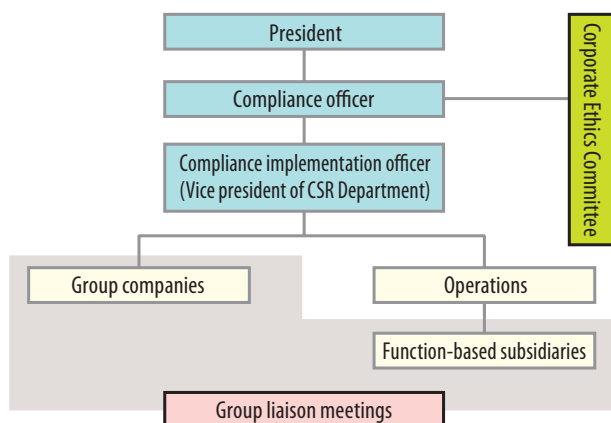 President
Compliance officer
Corporate Ethics Committee
Compliance implementation officer
(Vice president of CSR Department)
Group companies
Operations
Function-based subsidiaries
Group liaison meetings